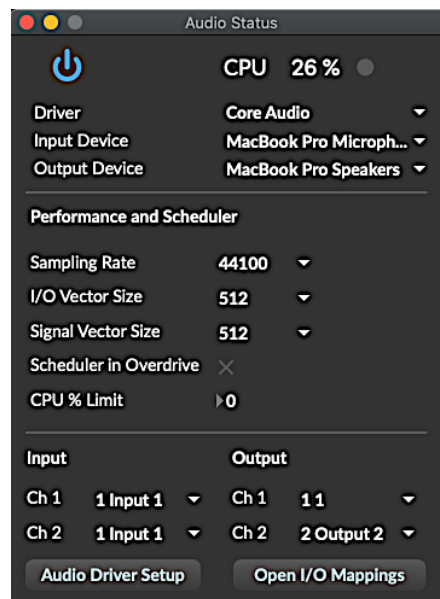 Audio Status
CPU 26 %
Driver Core Audio
Input Device MacBook Pro Microph...
Output Device MacBook Pro Speakers
Performance and Scheduler
Sampling Rate 44100
I/O Vector Size 512
Signal Vector Size 512
Scheduler in Overdrive
CPU % Limit 0
Input Output
Ch 1 1 Input 1 Ch 1 1 1
Ch 2 1 Input 1 Ch 2 2 Output 2
Audio Driver Setup Open I/O Mappings